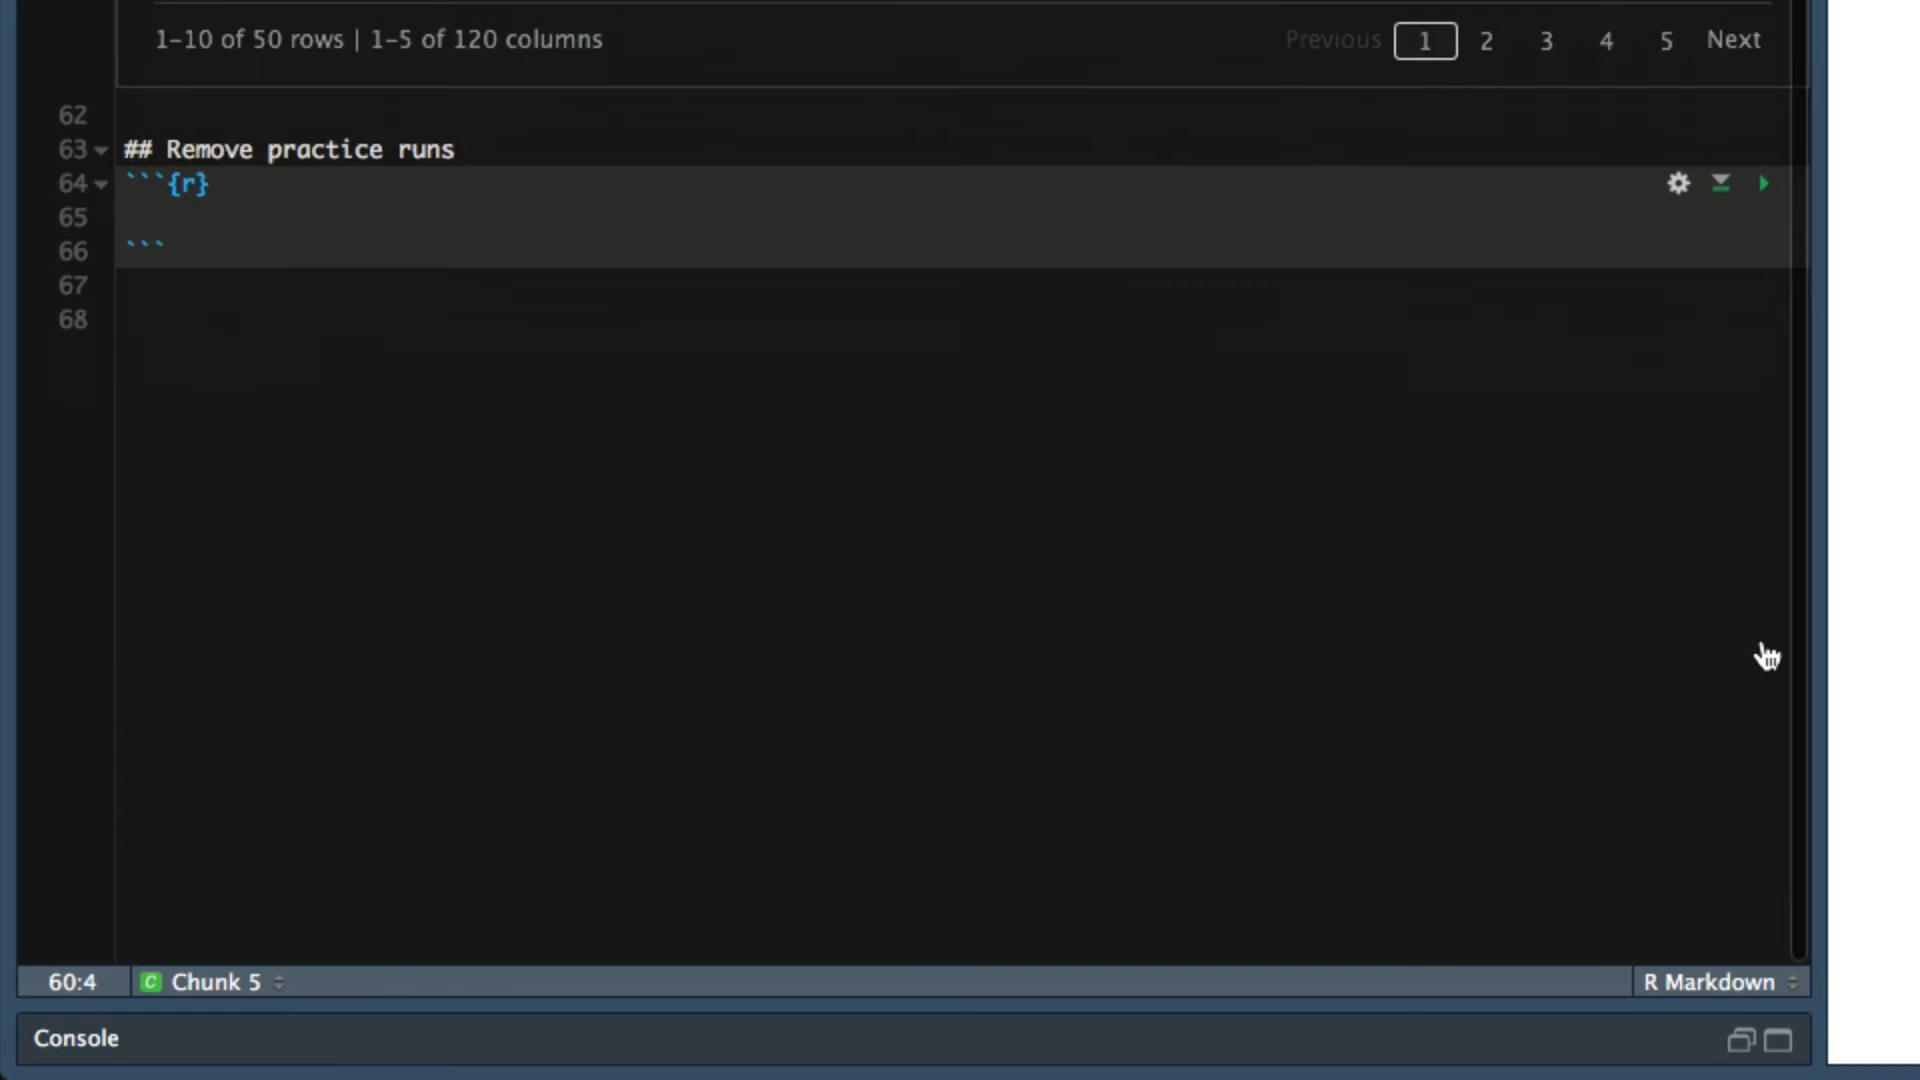 1–10 of 50 rows | 1–5 of 120 columns Previous 1 2 3 4 5 Next
62
63 ## Remove practice runs
64 ```{r}
65
66 ```
67
68
60:4 C Chunk 5 R Markdown
Console